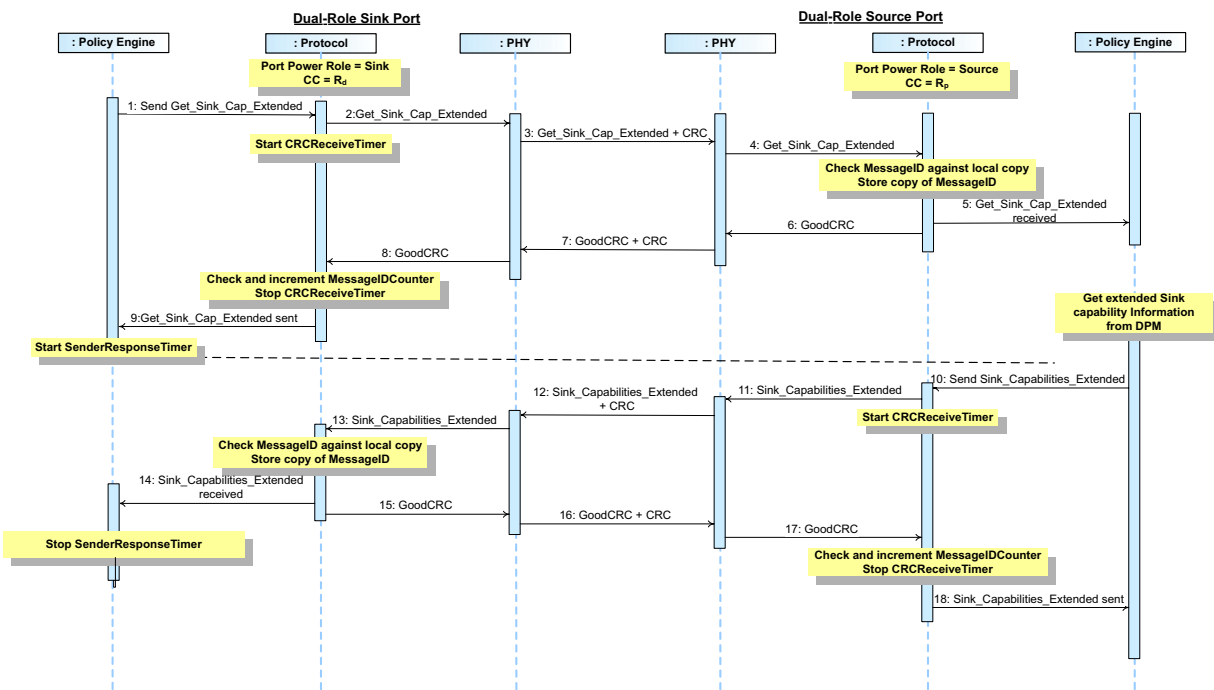 Dual-Role Sink Port
Dual-Role Source Port
: Policy Engine
: Protocol
: PHY
: PHY
: Protocol
: Policy Engine
Port Power Role = Sink
CC = Rd
Port Power Role = Source
CC = Rp
1: Send Get_Sink_Cap_Extended
2:Get_Sink_Cap_Extended
Start CRCReceiveTimer
3: Get_Sink_Cap_Extended + CRC
4: Get_Sink_Cap_Extended
Check MessageID against local copy
Store copy of MessageID
5: Get_Sink_Cap_Extended
received
6: GoodCRC
7: GoodCRC + CRC
8: GoodCRC
Check and increment MessageIDCounter
Stop CRCReceiveTimer
9:Get_Sink_Cap_Extended sent
Start SenderResponseTimer
Get extended Sink
capability Information
from DPM
10: Send Sink_Capabilities_Extended
11: Sink_Capabilities_Extended
Start CRCReceiveTimer
12: Sink_Capabilities_Extended
+ CRC
13: Sink_Capabilities_Extended
Check MessageID against local copy
Store copy of MessageID
14: Sink_Capabilities_Extended
received
15: GoodCRC
16: GoodCRC + CRC
17: GoodCRC
Stop SenderResponseTimer
Check and increment MessageIDCounter
Stop CRCReceiveTimer
18: Sink_Capabilities_Extended sent